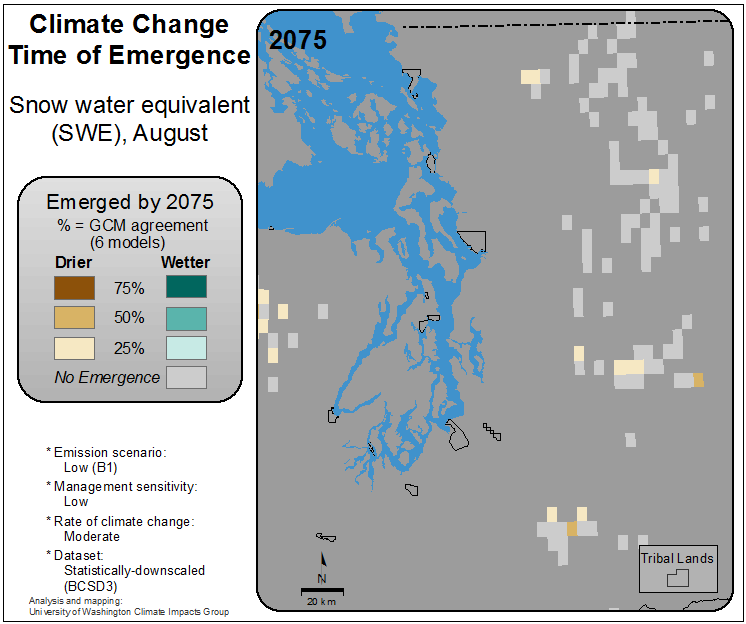 Climate Change
Time of Emergence
Snow water equivalent
(SWE), August
Emerged by 2075
% = GCM agreement
(6 models)
Drier Wetter
75%
50%
25%
No Emergence
* Emission scenario:
Low (B1)
* Management sensitivity:
Low
* Rate of climate change:
Moderate
* Dataset:
Statistically-downscaled
(BCSD3)
Analysis and mapping:
University of Washington Climate Impacts Group
2075
N
20 km
Tribal Lands